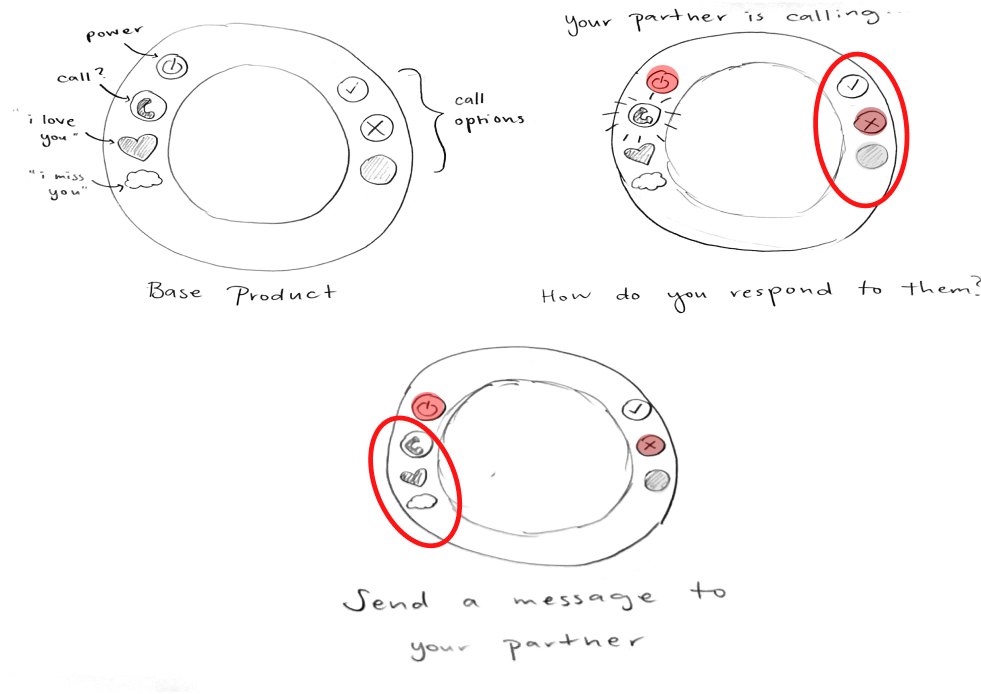 power
call?
"i love
you"
"i miss
you"
call
options
Base Product
Your partner is calling...
How do you respond to them?
Send a message to
your partner